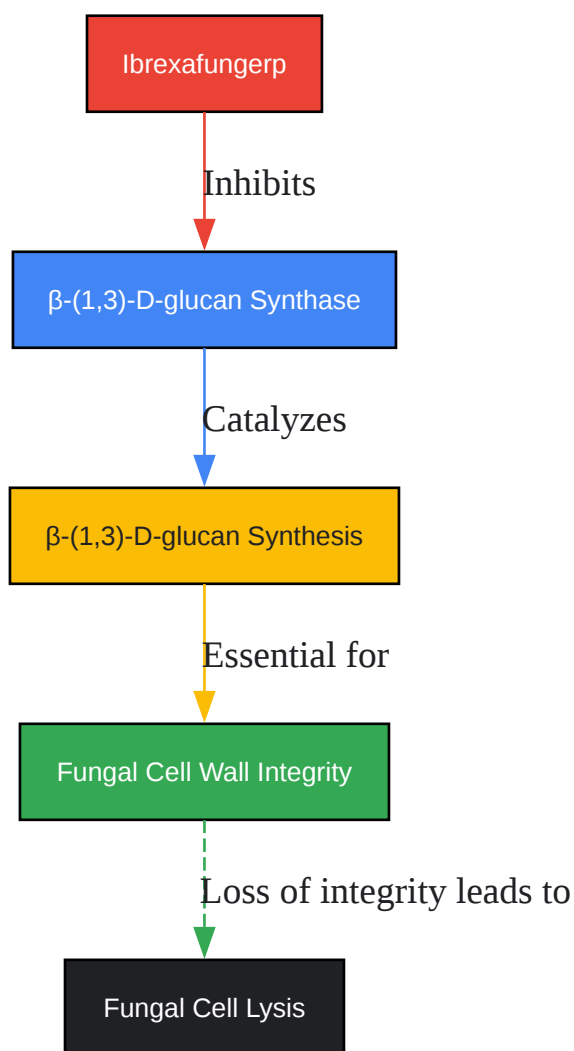 Ibrexafungerp
Inhibits
β-(1,3)-D-glucan Synthase
Catalyzes
β-(1,3)-D-glucan Synthesis
Essential for
Fungal Cell Wall Integrity
Loss of integrity leads to
Fungal Cell Lysis